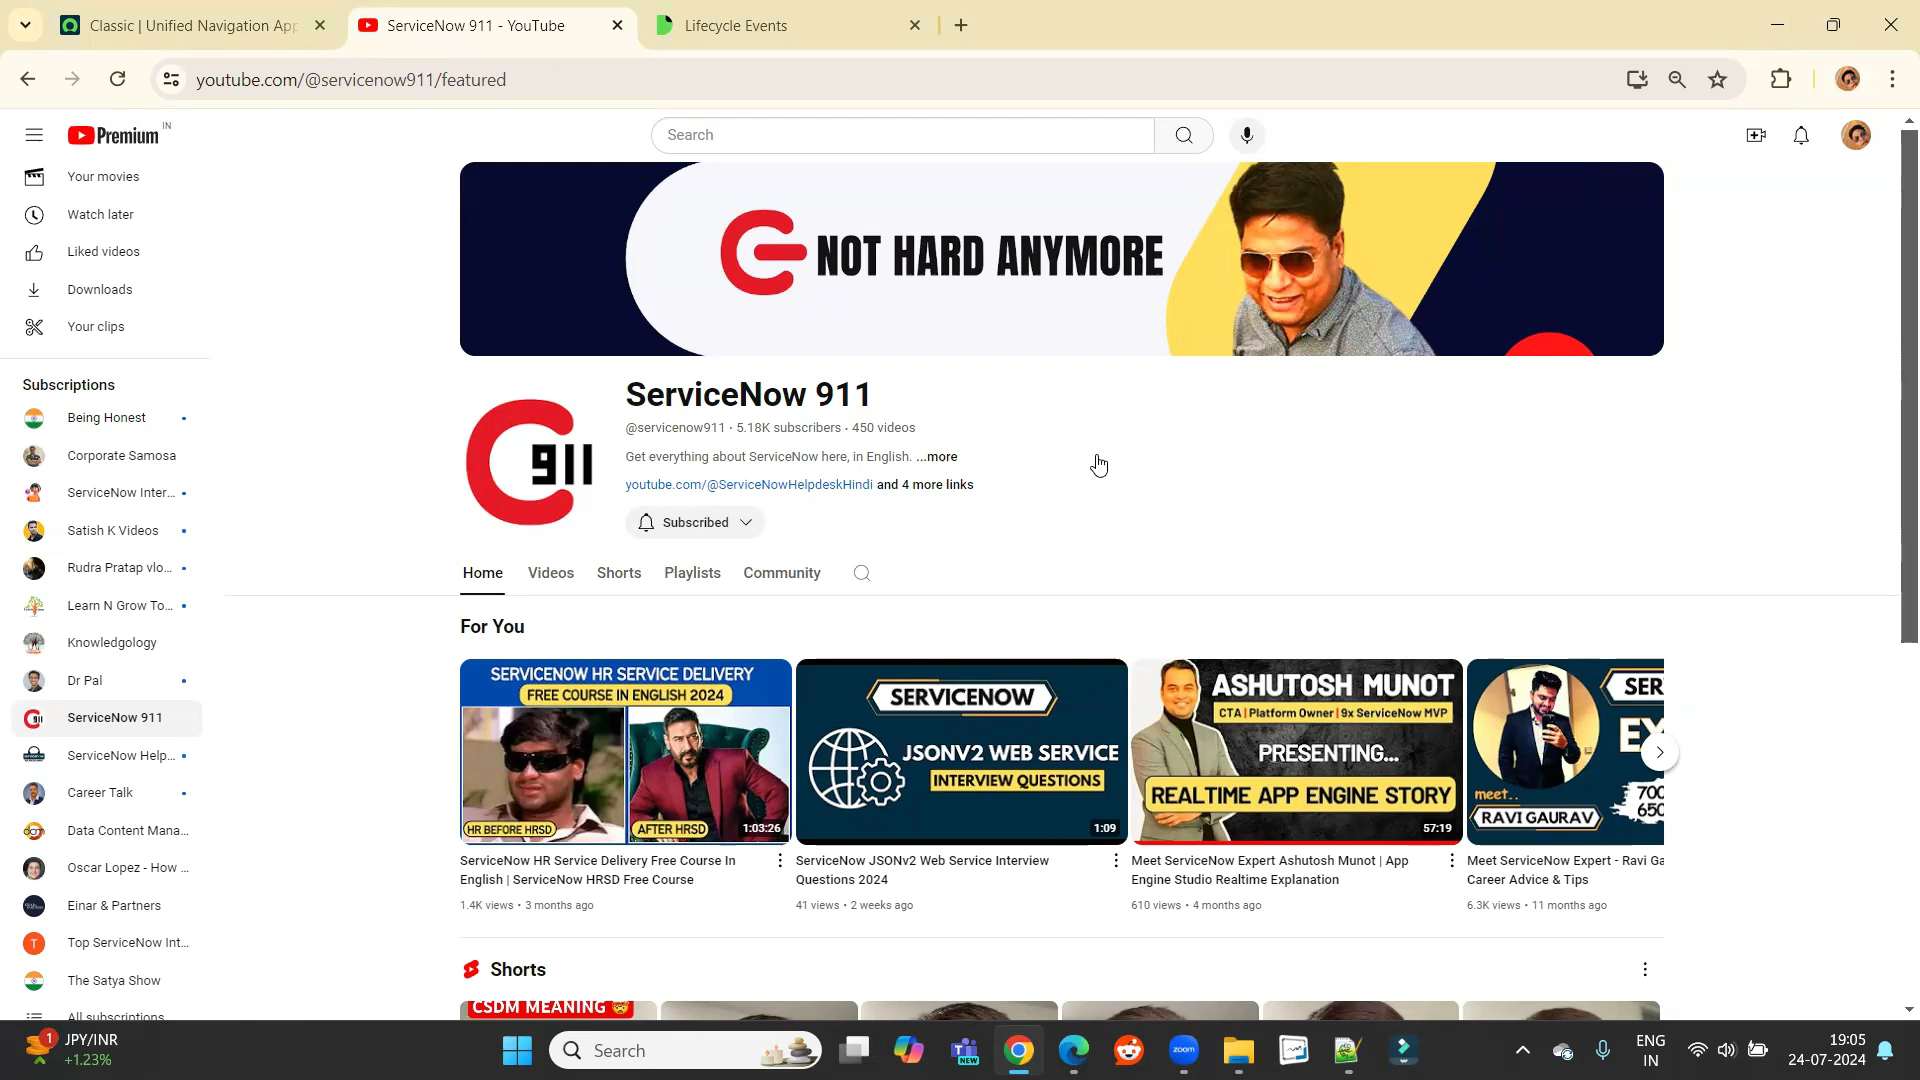 Classic | Unified Navigation App
ServiceNow 911 - YouTube
Lifecycle Events
youtube.com/@servicenow911/featured
Premium IN
Search
Your movies
Watch later
Liked videos
Downloads
Your clips
Subscriptions
Being Honest
Corporate Samosa
ServiceNow Inter...
Satish K Videos
Rudra Pratap vlo...
Learn N Grow To...
Knowledgology
Dr Pal
ServiceNow 911
ServiceNow Help...
Career Talk
Data Content Mana...
Oscar Lopez - How ...
Einar & Partners
Top ServiceNow Int...
The Satya Show
All subscriptions
NOT HARD ANYMORE
911
ServiceNow 911
@servicenow911 · 5.18K subscribers · 450 videos
Get everything about ServiceNow here, in English. ...more
youtube.com/@ServiceNowHelpdeskHindi and 4 more links
Subscribed
Home Videos Shorts Playlists Community
For You
SERVICENOW HR SERVICE DELIVERY
FREE COURSE IN ENGLISH 2024
HR BEFORE HRSD
AFTER HRSD
1:03:26
ServiceNow HR Service Delivery Free Course In
English | ServiceNow HRSD Free Course
1.4K views • 3 months ago
SERVICENOW
JSONV2 WEB SERVICE
INTERVIEW QUESTIONS
1:09
ServiceNow JSONv2 Web Service Interview
Questions 2024
41 views • 2 weeks ago
ASHUTOSH MUNOT
CTA | Platform Owner | 9x ServiceNow MVP
PRESENTING...
REALTIME APP ENGINE STORY
57:19
Meet ServiceNow Expert Ashutosh Munot | App
Engine Studio Realtime Explanation
610 views • 4 months ago
SER
EX
meet..
RAVI GAURAV
700
650
Meet ServiceNow Expert - Ravi Ga
Career Advice & Tips
6.3K views • 11 months ago
Shorts
CSDM MEANING
1
JPY/INR
+1.23%
Search
NEW
zoom
ENG
IN
19:05
24-07-2024